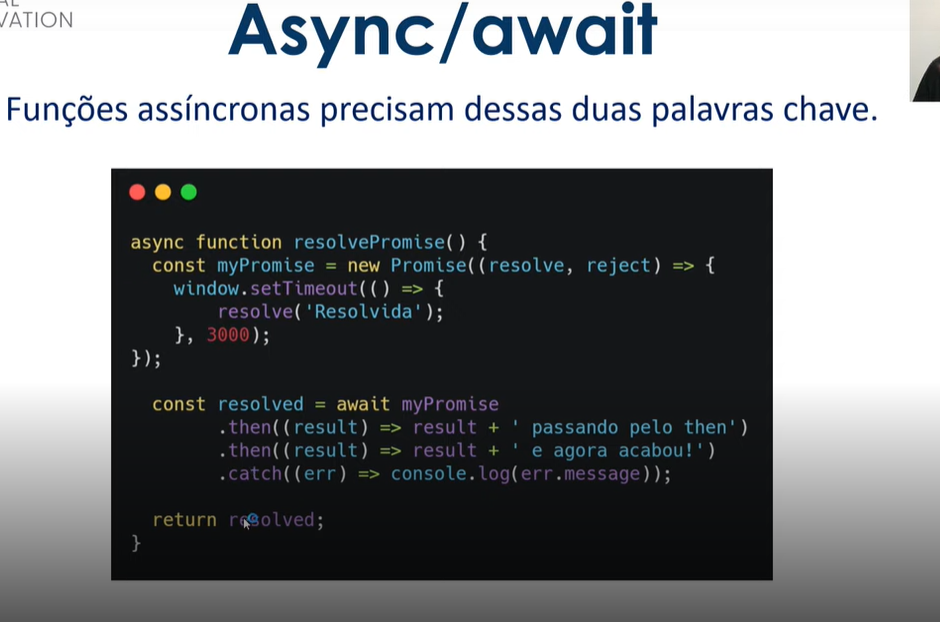 VATION
Async/await
Funções assíncronas precisam dessas duas palavras chave.
async function resolvePromise() {
  const myPromise = new Promise((resolve, reject) => {
    window.setTimeout(() => {
        resolve('Resolvida');
    }, 3000);
});
  const resolved = await myPromise
        .then((result) => result + ' passando pelo then')
        .then((result) => result + ' e agora acabou!')
        .catch((err) => console.log(err.message));
  return resolved;
}